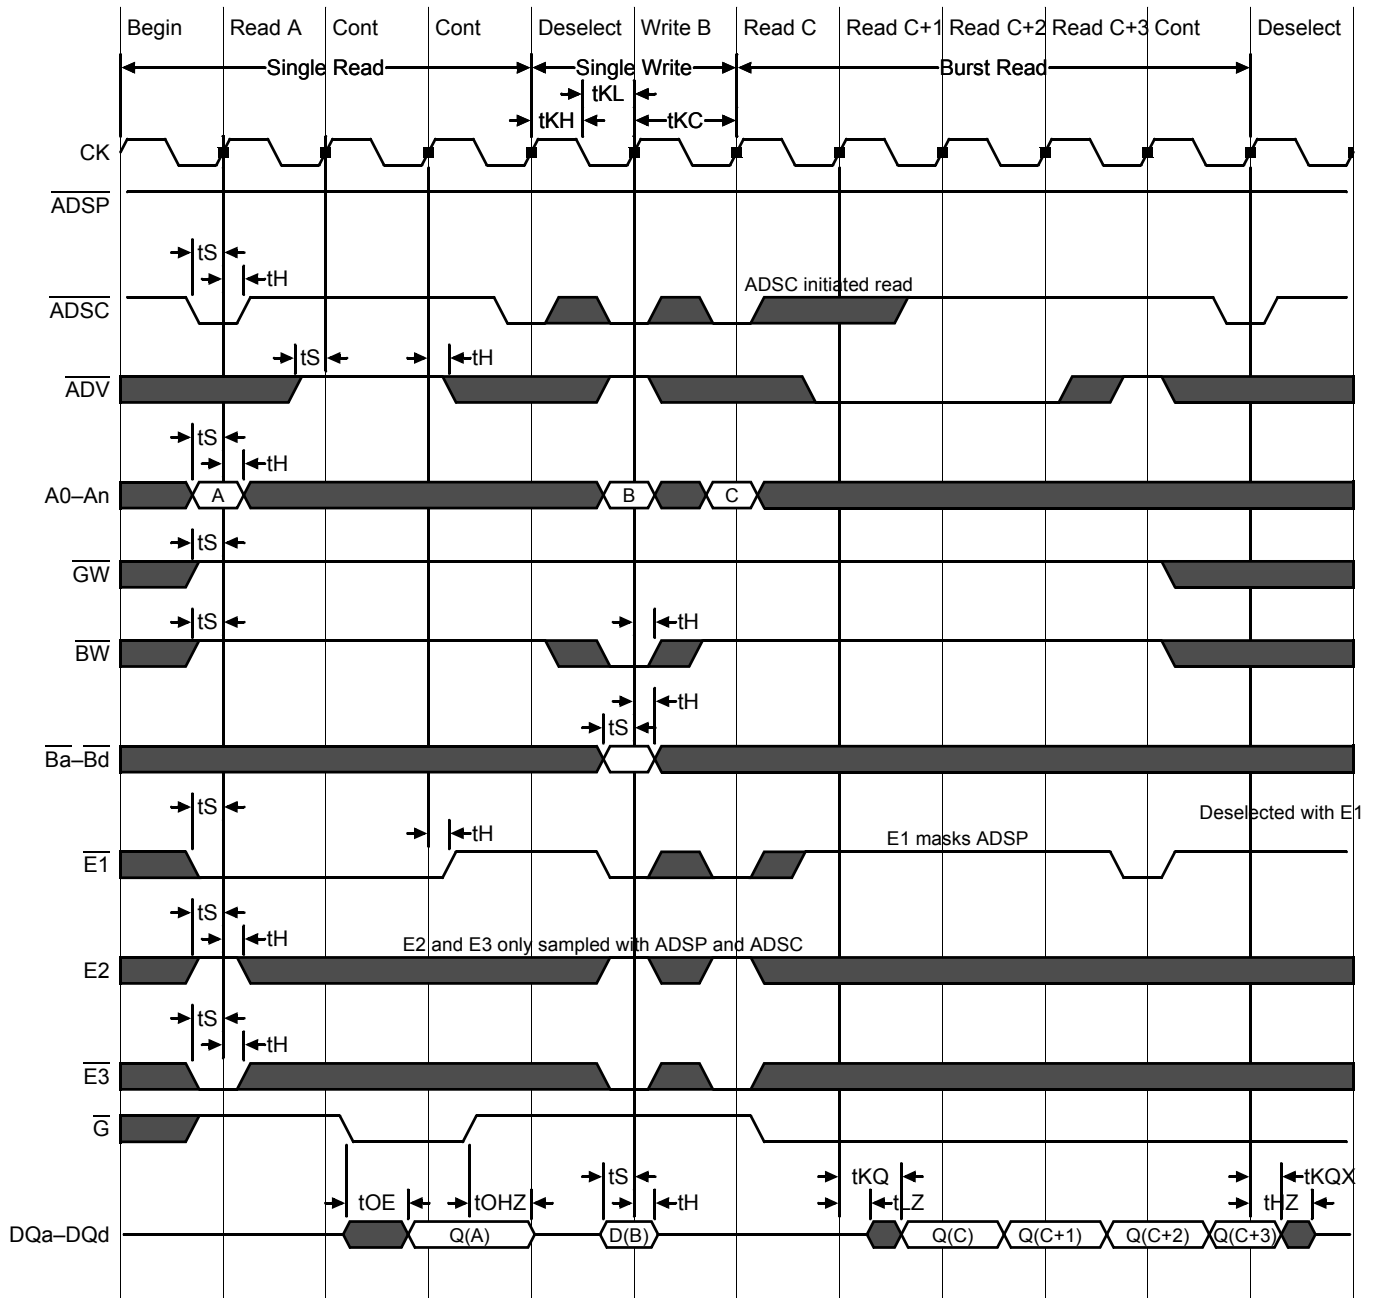 Begin Read A Cont Cont Deselect Write B Read C Read C+1 Read C+2 Read C+3 Cont Deselect
Single Read Single Write Burst Read
tKL
tKH tKC
CK
ADSP
tS
tH
ADSC initiated read
ADSC
tS tH
ADV
tS
tH
A0–An A B C
tS
GW
tS tH
BW
tH
tS
Ba–Bd
tS
Deselected with E1
tH
E1 masks ADSP
E1
tS
tH
E2 and E3 only sampled with ADSP and ADSC
E2
tS
tH
E3
G
tS tKQ tKQX
tOE tOHZ tH tLZ tHZ
DQa–DQd Q(A) D(B) Q(C) Q(C+1) Q(C+2) Q(C+3)